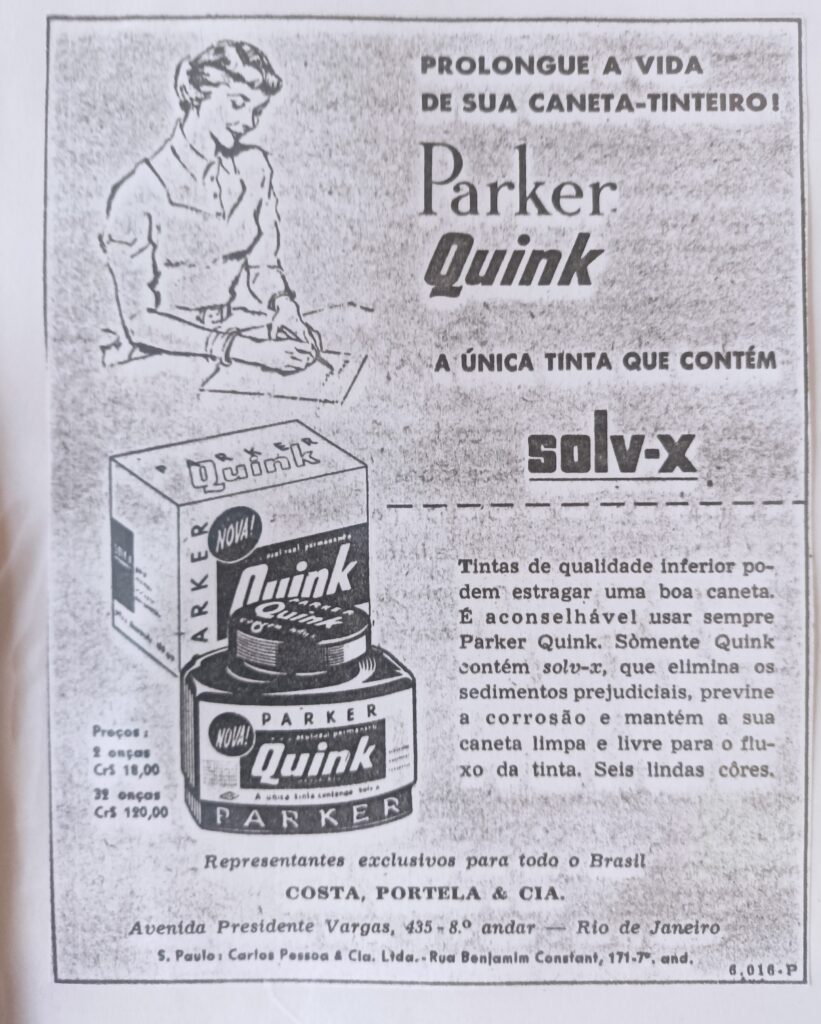 PROLONGUE A VIDA
DE SUA CANETA-TINTEIRO!
Parker
Quink
A ÚNICA TINTA QUE CONTÉM
solv-x
PARKER
Quink
NOVA!
PARKER
Quink
PARKER
Quink
PARKER
NOVA!
Quink
A única tinta
PARKER
Tintas de qualidade inferior po-
dem estragar uma boa caneta.
É aconselhável usar sempre
Parker Quink. Sòmente Quink
contém solv-x, que elimina os
sedimentos prejudiciais, previne
a corrosão e mantém a sua
caneta limpa e livre para o flu-
xo da tinta. Seis lindas côres.
Preços:
2 onças
Cr$ 18,00
32 onças
Cr$ 120,00
Representantes exclusivos para todo o Brasil
COSTA, PORTELA & CIA.
Avenida Presidente Vargas, 435 - 8.º andar — Rio de Janeiro
S. Paulo: Carlos Pessoa & Cia. Ltda. - Rua Benjamim Constant, 171-7º. and.
6.016-P